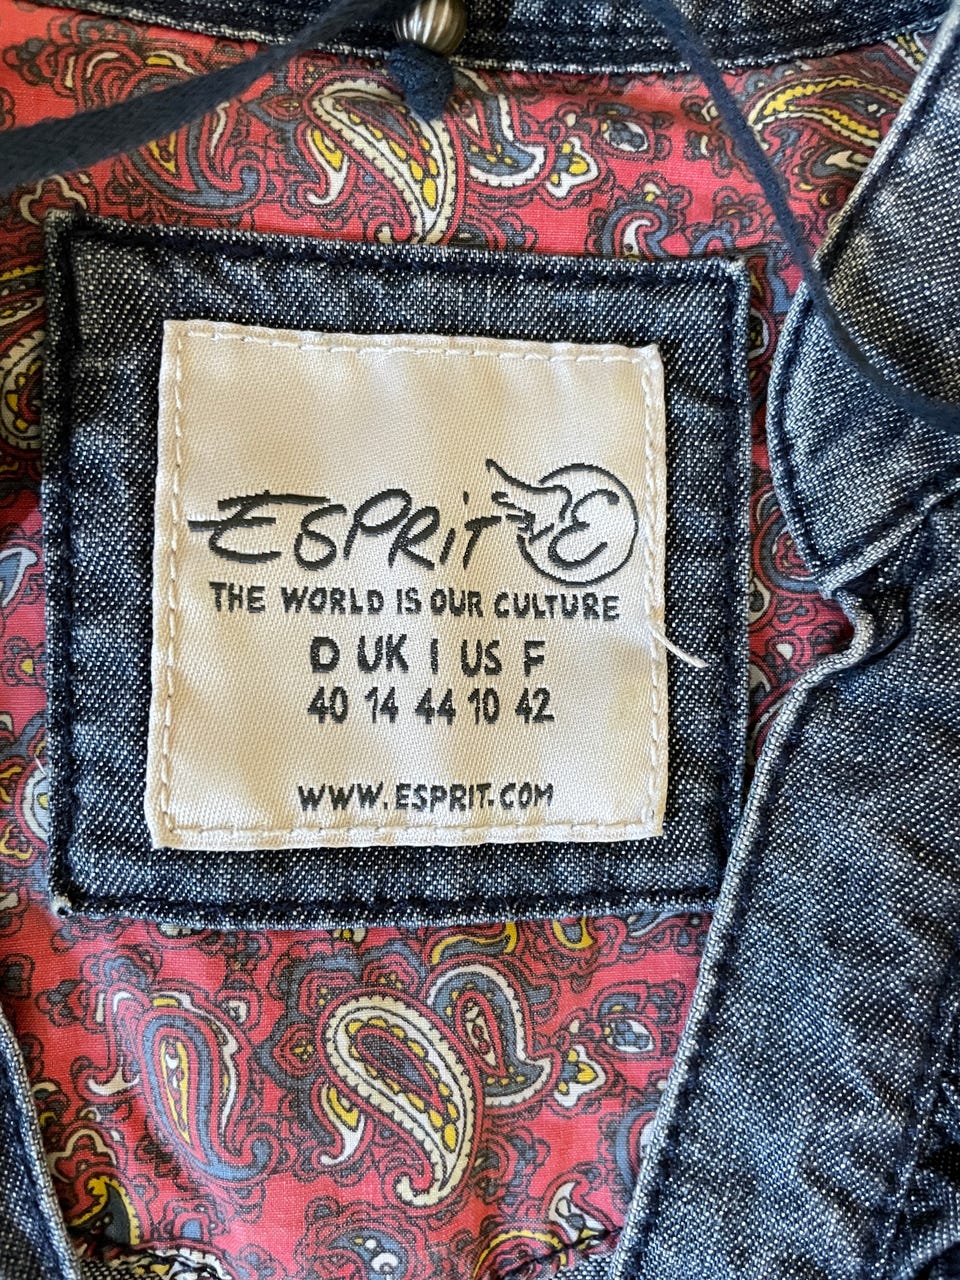 ESPRIT E
THE WORLD IS OUR CULTURE
D UK I US F
40 14 44 10 42
WWW.ESPRIT.COM